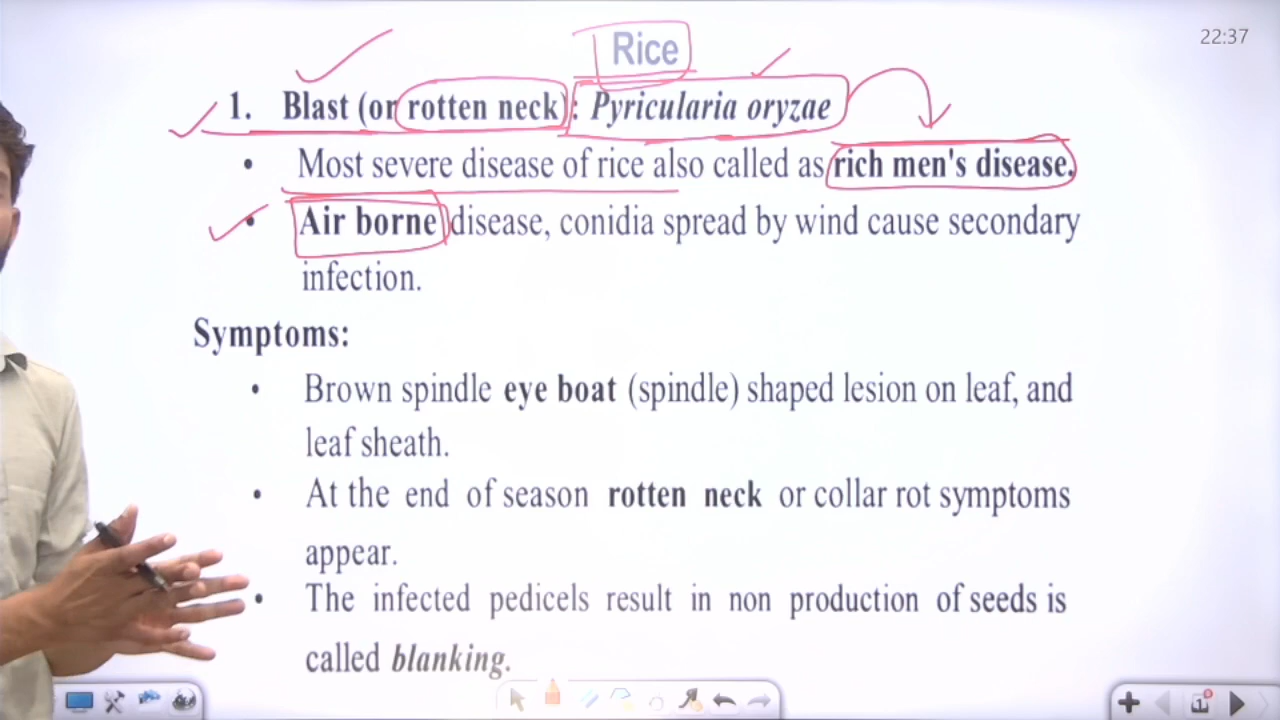 22:37
Rice
1. Blast (or rotten neck) : Pyricularia oryzae
• Most severe disease of rice also called as rich men's disease.
• Air borne disease, conidia spread by wind cause secondary
infection.
Symptoms:
• Brown spindle eye boat (spindle) shaped lesion on leaf, and
leaf sheath.
• At the end of season rotten neck or collar rot symptoms
appear.
• The infected pedicels result in non production of seeds is
called blanking.
1